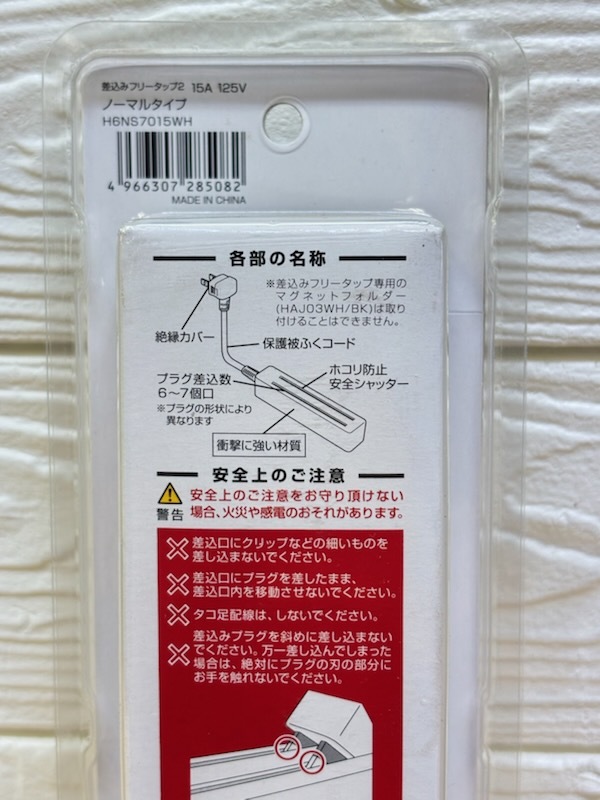 差込みフリータップ2 15A 125V
ノーマルタイプ
H6NS7015WH
4 966307 285082
MADE IN CHINA
各部の名称
※差込みフリータップ専用の
マグネットフォルダー
(HAJ03WH/BK)は取り
付けることはできません。
絶縁カバー
保護被ふくコード
プラグ差込数
6〜7個口
※プラグの形状により
異なります
ホコリ防止
安全シャッター
衝撃に強い材質
安全上のご注意
警告
安全上のご注意をお守り頂けない
場合、火災や感電のおそれがあります。
差込口にクリップなどの細いものを
差し込まないでください。
差込口にプラグを差したまま、
差込口内を移動させないでください。
タコ足配線は、しないでください。
差込みプラグを斜めに差し込まない
でください。万一差し込んでしまった
場合は、絶対にプラグの刃の部分に
お手を触れないでください。